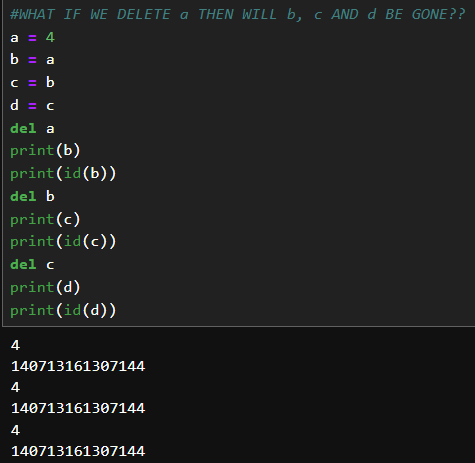 #WHAT IF WE DELETE a THEN WILL b, c AND d BE GONE??
a = 4
b = a
c = b
d = c
del a
print(b)
print(id(b))
del b
print(c)
print(id(c))
del c
print(d)
print(id(d))
4
140713161307144
4
140713161307144
4
140713161307144